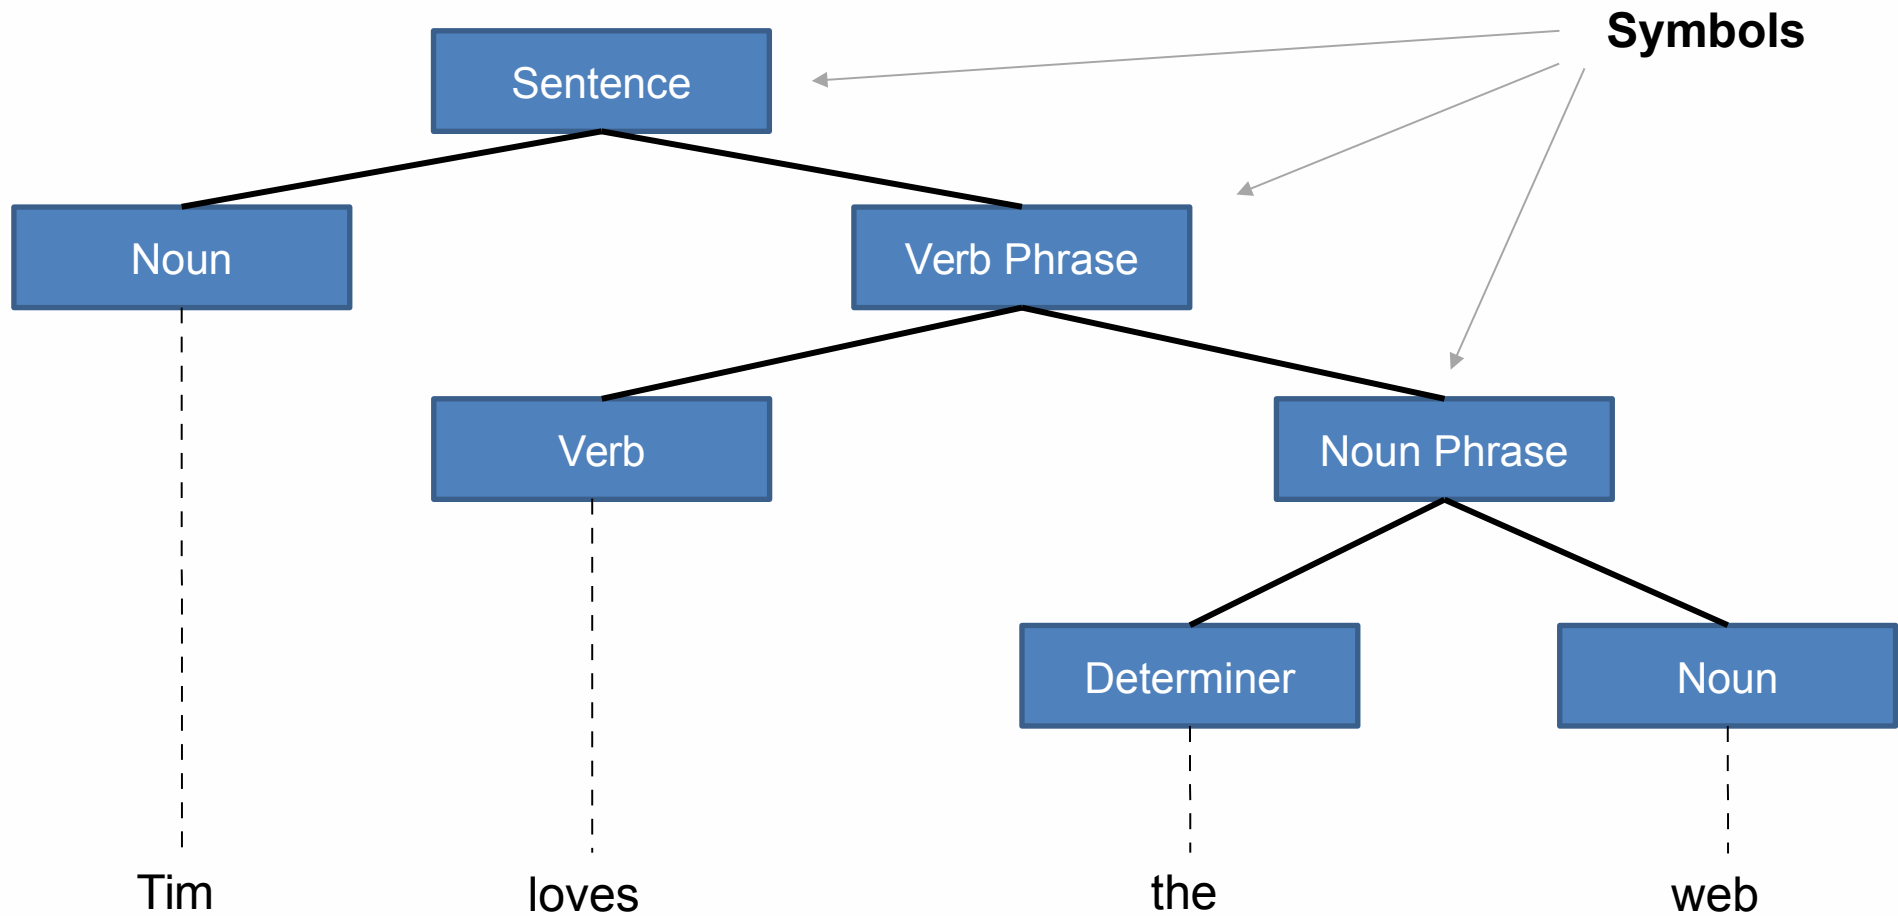 Symbols
Sentence
Noun
Verb Phrase
Verb
Noun Phrase
Determiner
Noun
Tim
loves
the
web